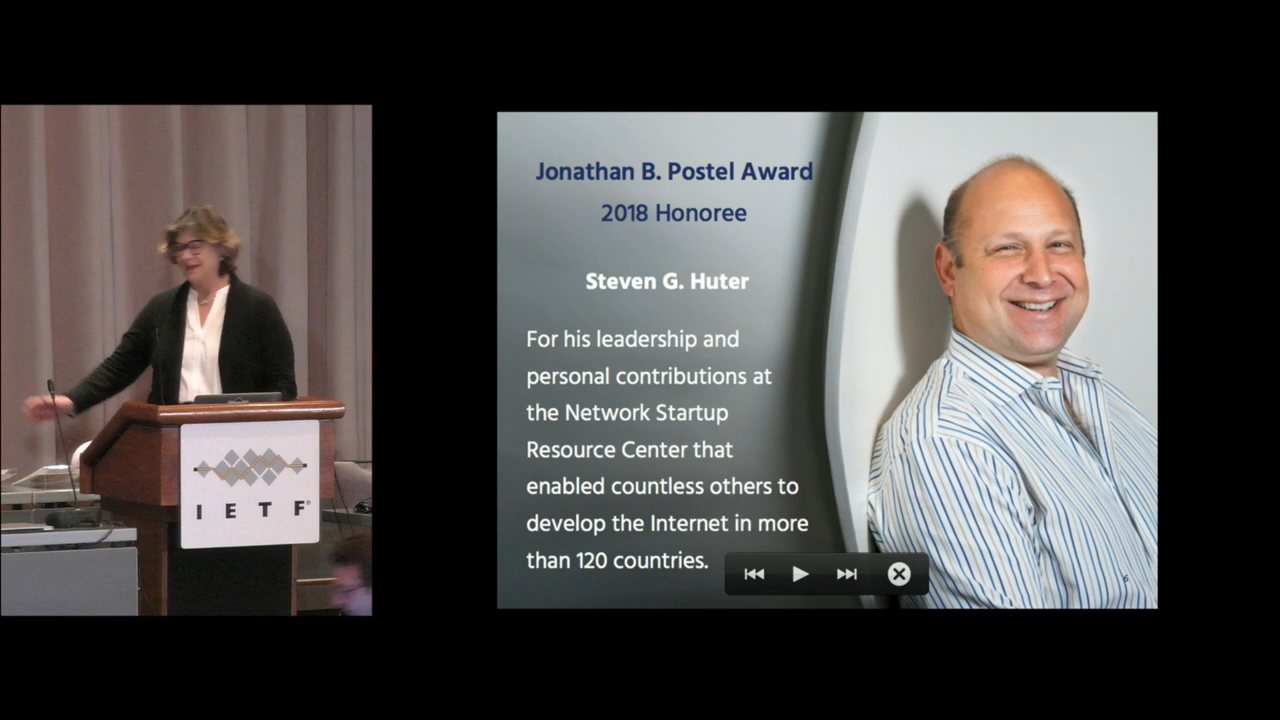 IETF®
Jonathan B. Postel Award
2018 Honoree
Steven G. Huter
For his leadership and
personal contributions at
the Network Startup
Resource Center that
enabled countless others to
develop the Internet in more
than 120 countries.
6